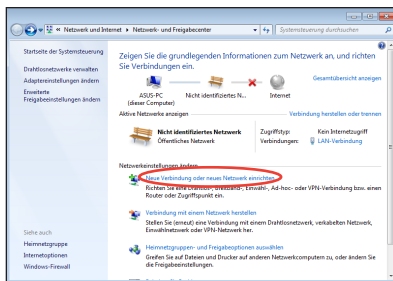 « Netzwerk und Internet ▸ Netzwerk- und Freigabecenter
Systemsteuerung durchsuchen
Startseite der Systemsteuerung
Drahtlosnetzwerke verwalten
Adaptereinstellungen ändern
Erweiterte
Freigabeeinstellungen ändern
Zeigen Sie die grundlegenden Informationen zum Netzwerk an, und richten
Sie Verbindungen ein.
Gesamtübersicht anzeigen
ASUS-PC
(dieser Computer)
Nicht identifiziertes N...
Internet
Aktive Netzwerke anzeigen
Verbindung herstellen oder trennen
Nicht identifiziertes Netzwerk
Öffentliches Netzwerk
Zugriffstyp: Kein Internetzugriff
Verbindungen: LAN-Verbindung
Netzwerkeinstellungen ändern
Neue Verbindung oder neues Netzwerk einrichten
Richten Sie eine Drahtlos-, Breitband-, Einwähl-, Ad-hoc- oder VPN-Verbindung bzw. einen
Router oder Zugriffspunkt ein.
Verbindung mit einem Netzwerk herstellen
Stellen Sie (erneut) eine Verbindung mit einem Drahtlosnetzwerk, verkabelten Netzwerk,
Einwählnetzwerk oder VPN-Netzwerk her.
Heimnetzgruppen- und Freigabeoptionen auswählen
Greifen Sie auf Dateien und Drucker auf anderen Netzwerkcomputern zu, oder ändern Sie
die Freigabeeinstellungen.
Siehe auch
Heimnetzgruppe
Internetoptionen
Windows-Firewall